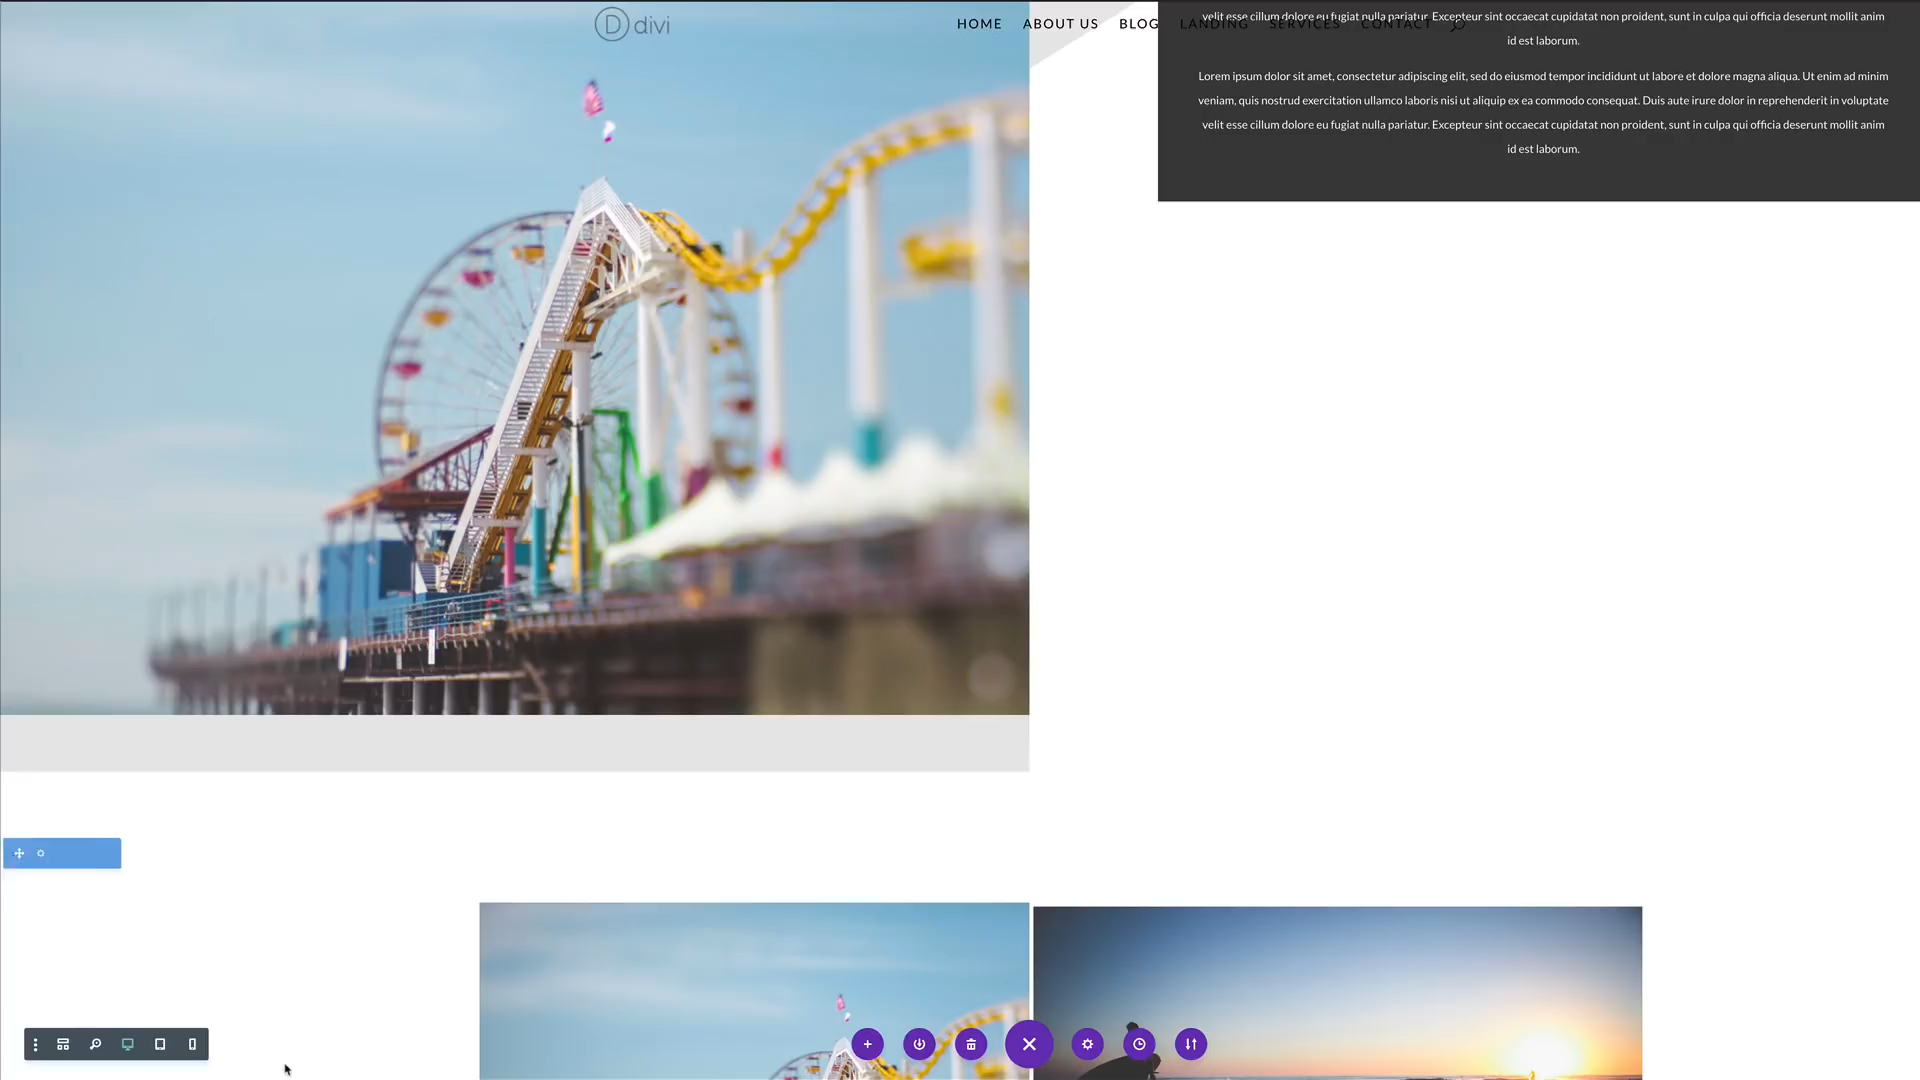 divi
HOME ABOUT US BLOG LANDING SERVICES CONTACT
velit esse cillum dolore eu fugiat nulla pariatur. Excepteur sint occaecat cupidatat non proident, sunt in culpa qui officia deserunt mollit anim
id est laborum.
Lorem ipsum dolor sit amet, consectetur adipiscing elit, sed do eiusmod tempor incididunt ut labore et dolore magna aliqua. Ut enim ad minim
veniam, quis nostrud exercitation ullamco laboris nisi ut aliquip ex ea commodo consequat. Duis aute irure dolor in reprehenderit in voluptate
velit esse cillum dolore eu fugiat nulla pariatur. Excepteur sint occaecat cupidatat non proident, sunt in culpa qui officia deserunt mollit anim
id est laborum.